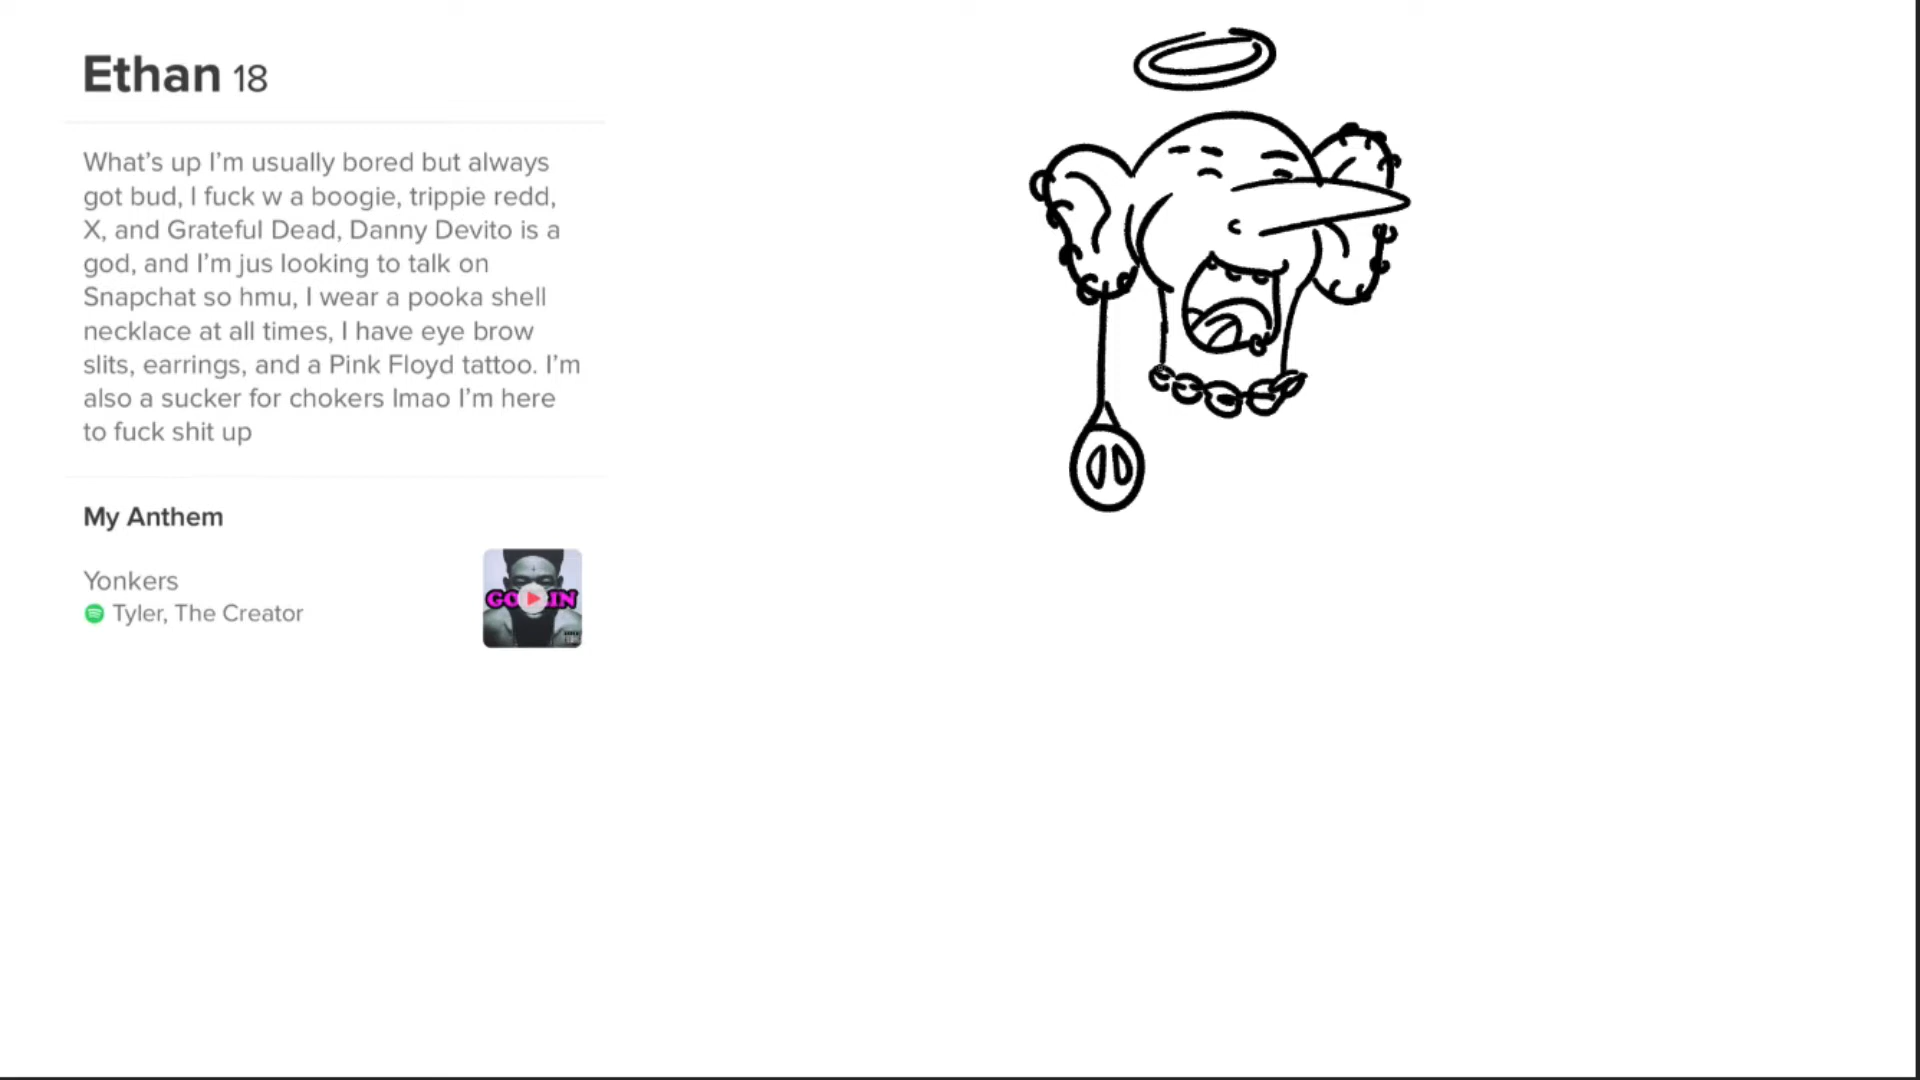 Ethan 18
What’s up I’m usually bored but always
got bud, I fuck w a boogie, trippie redd,
X, and Grateful Dead, Danny Devito is a
god, and I’m jus looking to talk on
Snapchat so hmu, I wear a pooka shell
necklace at all times, I have eye brow
slits, earrings, and a Pink Floyd tattoo. I’m
also a sucker for chokers lmao I’m here
to fuck shit up
My Anthem
Yonkers
Tyler, The Creator